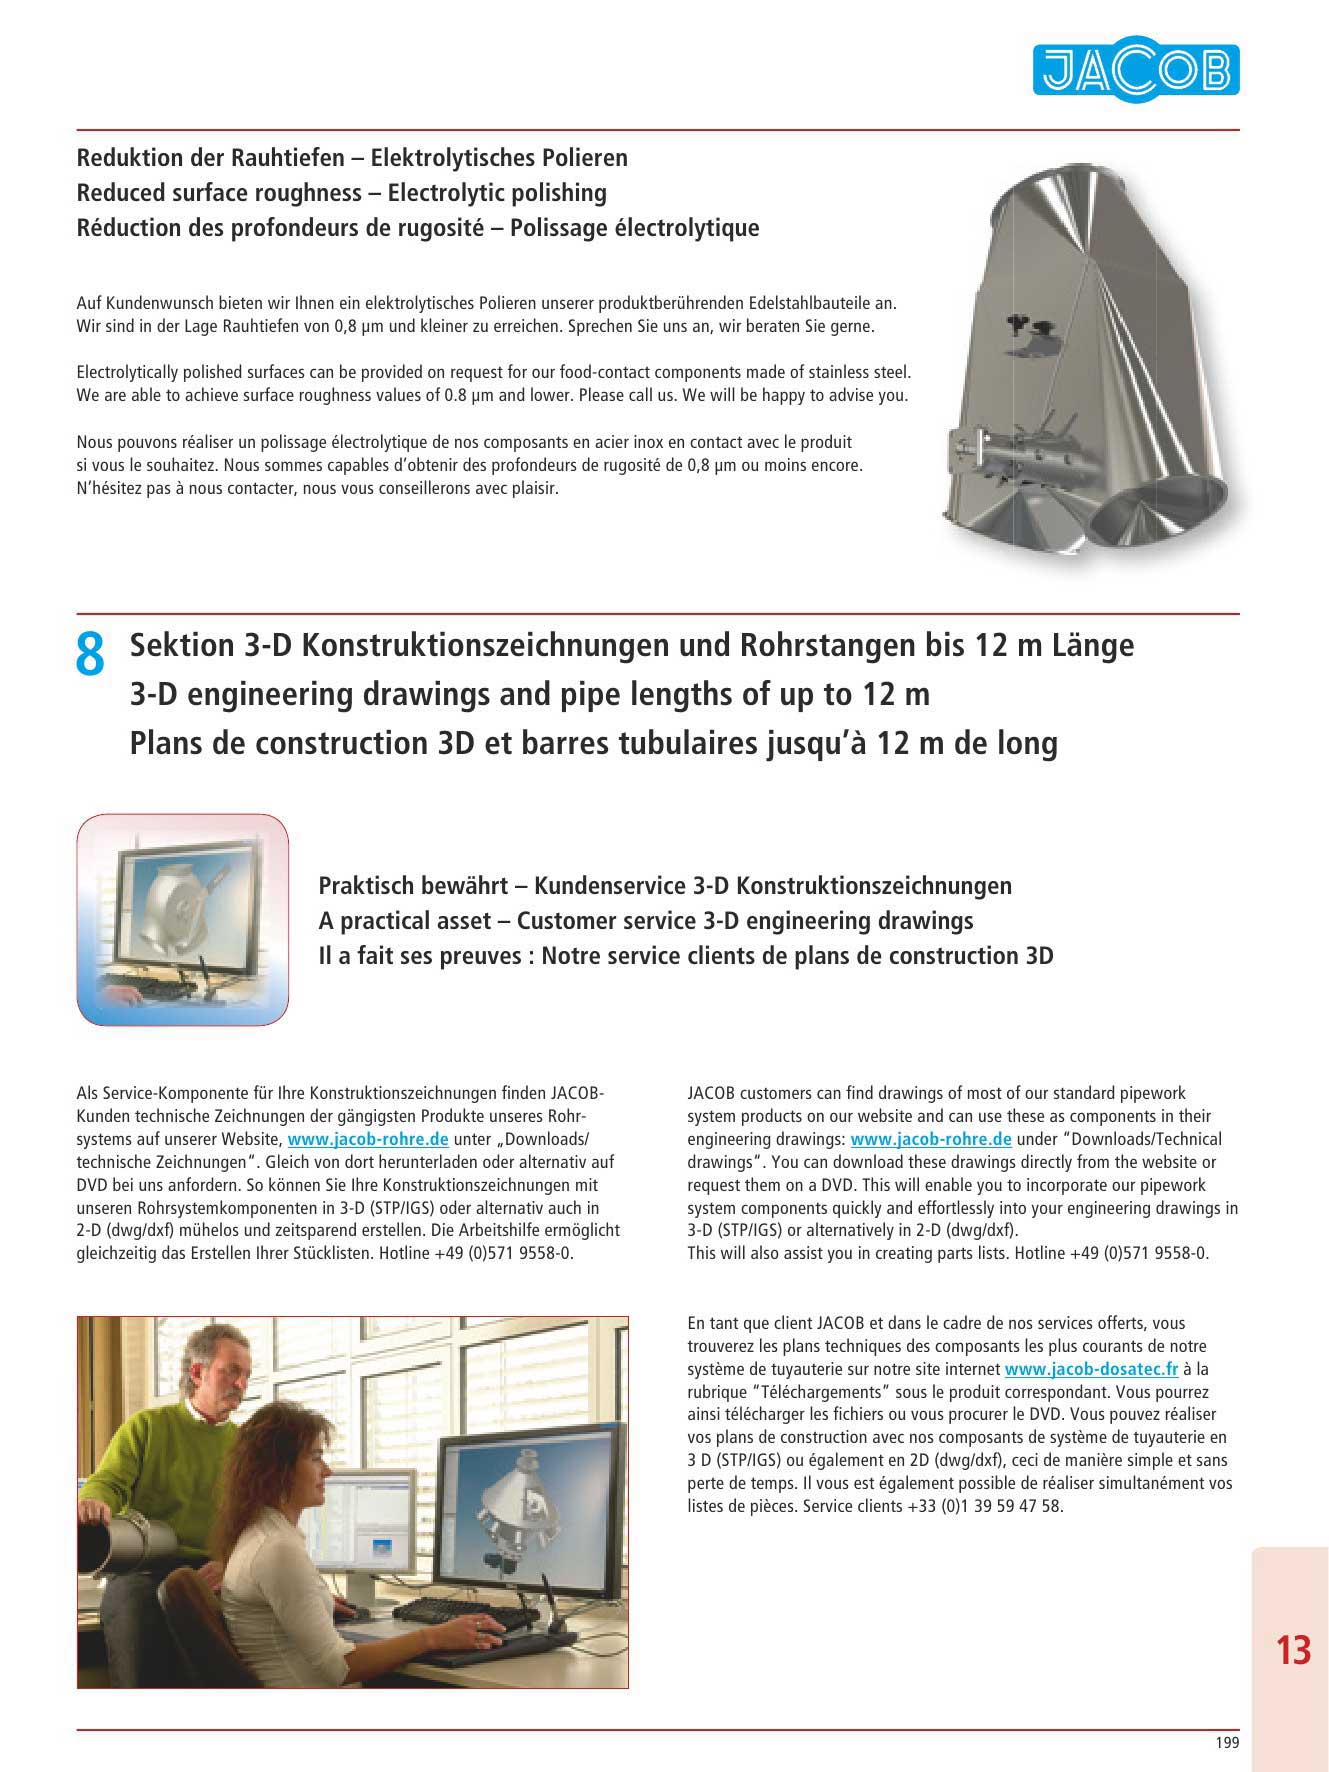 JACOB
Reduktion der Rauhtiefen – Elektrolytisches Polieren
Reduced surface roughness – Electrolytic polishing
Réduction des profondeurs de rugosité – Polissage électrolytique
Auf Kundenwunsch bieten wir Ihnen ein elektrolytisches Polieren unserer produktberührenden Edelstahlbauteile an.
Wir sind in der Lage Rauhtiefen von 0,8 µm und kleiner zu erreichen. Sprechen Sie uns an, wir beraten Sie gerne.
Electrolytically polished surfaces can be provided on request for our food-contact components made of stainless steel.
We are able to achieve surface roughness values of 0.8 µm and lower. Please call us. We will be happy to advise you.
Nous pouvons réaliser un polissage électrolytique de nos composants en acier inox en contact avec le produit
si vous le souhaitez. Nous sommes capables d’obtenir des profondeurs de rugosité de 0,8 µm ou moins encore.
N’hésitez pas à nous contacter, nous vous conseillerons avec plaisir.
8 Sektion 3-D Konstruktionszeichnungen und Rohrstangen bis 12 m Länge
3-D engineering drawings and pipe lengths of up to 12 m
Plans de construction 3D et barres tubulaires jusqu’à 12 m de long
Praktisch bewährt – Kundenservice 3-D Konstruktionszeichnungen
A practical asset – Customer service 3-D engineering drawings
Il a fait ses preuves : Notre service clients de plans de construction 3D
Als Service-Komponente für Ihre Konstruktionszeichnungen finden JACOB-
Kunden technische Zeichnungen der gängigsten Produkte unseres Rohr-
systems auf unserer Website, www.jacob-rohre.de unter „Downloads/
technische Zeichnungen“. Gleich von dort herunterladen oder alternativ auf
DVD bei uns anfordern. So können Sie Ihre Konstruktionszeichnungen mit
unseren Rohrsystemkomponenten in 3-D (STP/IGS) oder alternativ auch in
2-D (dwg/dxf) mühelos und zeitsparend erstellen. Die Arbeitshilfe ermöglicht
gleichzeitig das Erstellen Ihrer Stücklisten. Hotline +49 (0)571 9558-0.
JACOB customers can find drawings of most of our standard pipework
system products on our website and can use these as components in their
engineering drawings: www.jacob-rohre.de under “Downloads/Technical
drawings“. You can download these drawings directly from the website or
request them on a DVD. This will enable you to incorporate our pipework
system components quickly and effortlessly into your engineering drawings in
3-D (STP/IGS) or alternatively in 2-D (dwg/dxf).
This will also assist you in creating parts lists. Hotline +49 (0)571 9558-0.
En tant que client JACOB et dans le cadre de nos services offerts, vous
trouverez les plans techniques des composants les plus courants de notre
système de tuyauterie sur notre site internet www.jacob-dosatec.fr à la
rubrique “Téléchargements” sous le produit correspondant. Vous pourrez
ainsi télécharger les fichiers ou vous procurer le DVD. Vous pouvez réaliser
vos plans de construction avec nos composants de système de tuyauterie en
3 D (STP/IGS) ou également en 2D (dwg/dxf), ceci de manière simple et sans
perte de temps. Il vous est également possible de réaliser simultanément vos
listes de pièces. Service clients +33 (0)1 39 59 47 58.
13
199